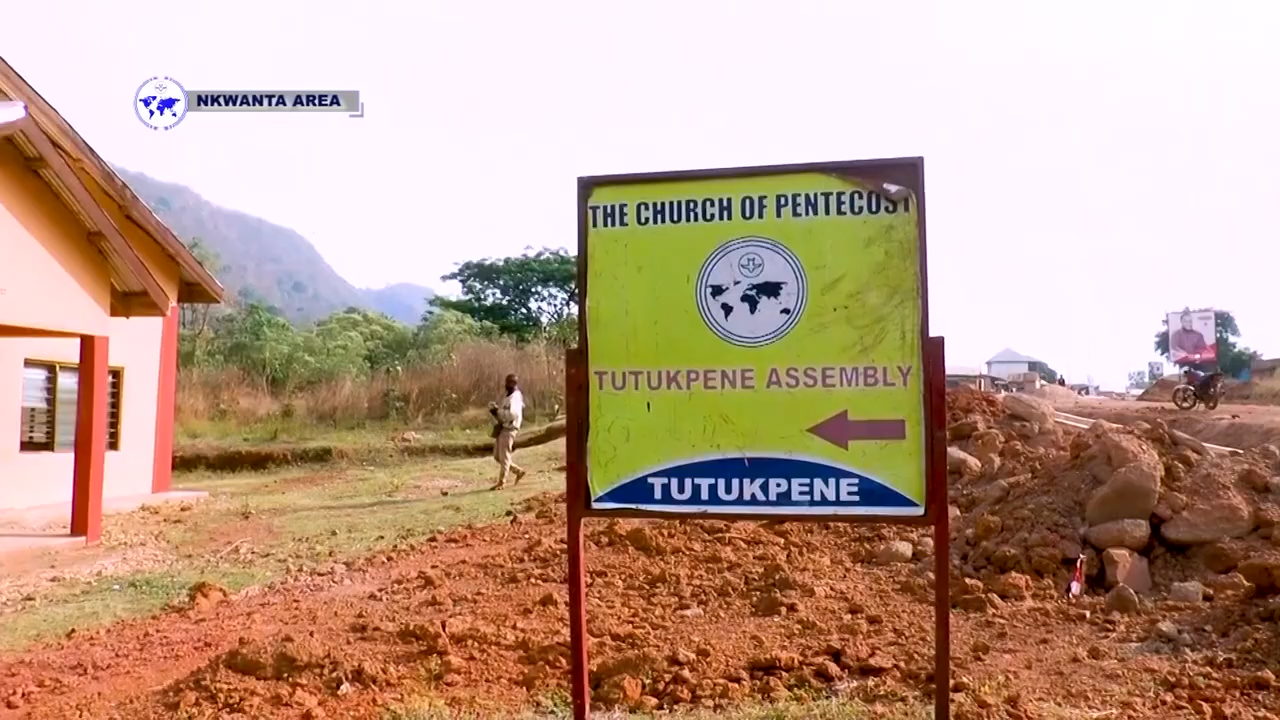 NKWANTA AREA
THE CHURCH OF PENTECOST
TUTUKPENE ASSEMBLY
TUTUKPENE